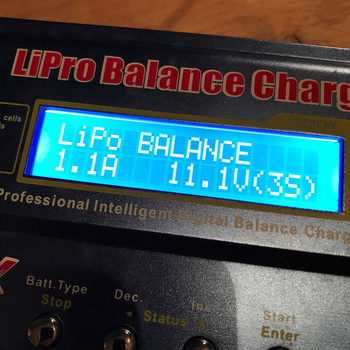 LiPro Balance Charg
cells
LiPo BALANCE
1.1A 11.1V(3S)
Professional Intelligent Digital Balance Charg
Batt.Type
Stop
Dec.
Status
Inc
Start
Enter